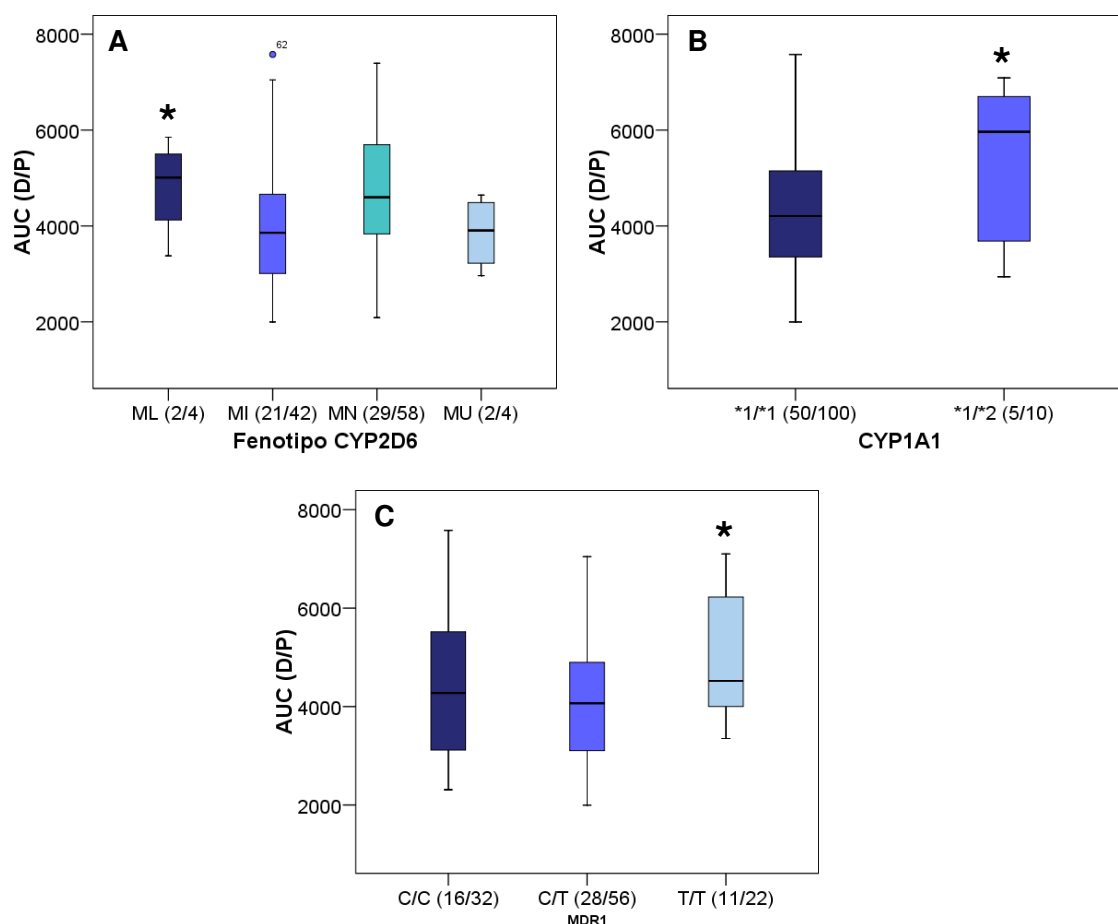 A
8000
6000
4000
2000
AUC (D/P)
62
*
ML (2/4) MI (21/42) MN (29/58) MU (2/4)
Fenotipo CYP2D6
B
8000
6000
4000
2000
AUC (D/P)
*
*1/*1 (50/100) *1/*2 (5/10)
CYP1A1
C
8000
6000
4000
2000
AUC (D/P)
*
C/C (16/32) C/T (28/56) T/T (11/22)
MDR1